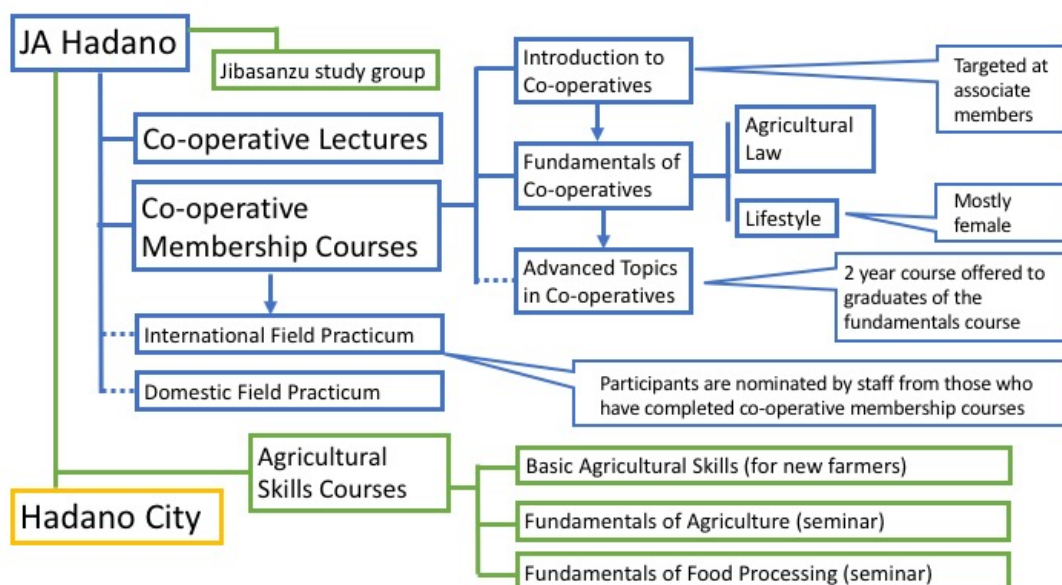 JA Hadano
Jibasanzu study group
Co-operative Lectures
Co-operative
Membership Courses
International Field Practicum
Domestic Field Practicum
Introduction to
Co-operatives
Targeted at
associate
members
Fundamentals of
Co-operatives
Agricultural
Law
Lifestyle
Mostly
female
Advanced Topics
in Co-operatives
2 year course offered to
graduates of the
fundamentals course
Participants are nominated by staff from those who
have completed co-operative membership courses
Agricultural
Skills Courses
Hadano City
Basic Agricultural Skills (for new farmers)
Fundamentals of Agriculture (seminar)
Fundamentals of Food Processing (seminar)